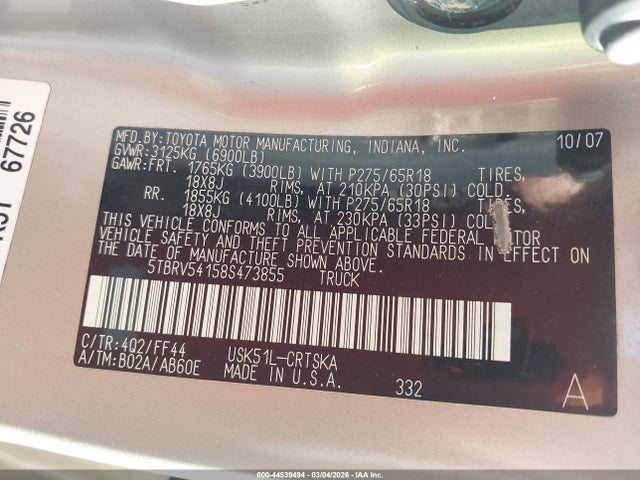 67726
MFD.BY:TOYOTA MOTOR MANUFACTURING, INDIANA, INC. 10/07
GVWR:3125KG (6900LB)
GAWR:FRT. 1765KG (3900LB) WITH P275/65R18 TIRES,
18X8J RIMS, AT 210KPA (30PSI) COLD.
RR. 1855KG (4100LB) WITH P275/65R18 TIRES,
18X8J RIMS, AT 230KPA (33PSI) COLD.
THIS VEHICLE CONFORMS TO ALL APPLICABLE FEDERAL MOTOR
VEHICLE SAFETY AND THEFT PREVENTION STANDARDS IN EFFECT ON
THE DATE OF MANUFACTURE SHOWN ABOVE.
5TBRV54158S473855 TRUCK
C/TR:4Q2/FF44 USK51L-CRTSKA
A/TM:B02A/AB60E MADE IN U.S.A. 332 A
000-44539494 - 03/04/2026 - IAA Inc.